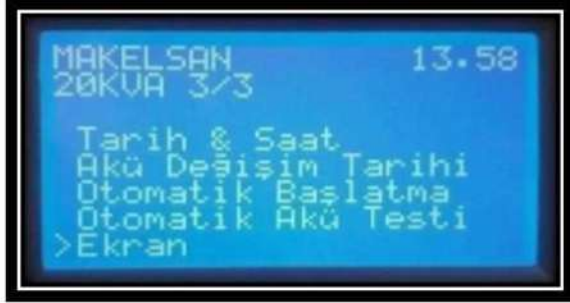 MAKELSAN 13.58
20KVA 3/3
Tarih & Saat
Akü Değişim Tarihi
Otomatik Başlatma
Otomatik Akü Testi
>Ekran